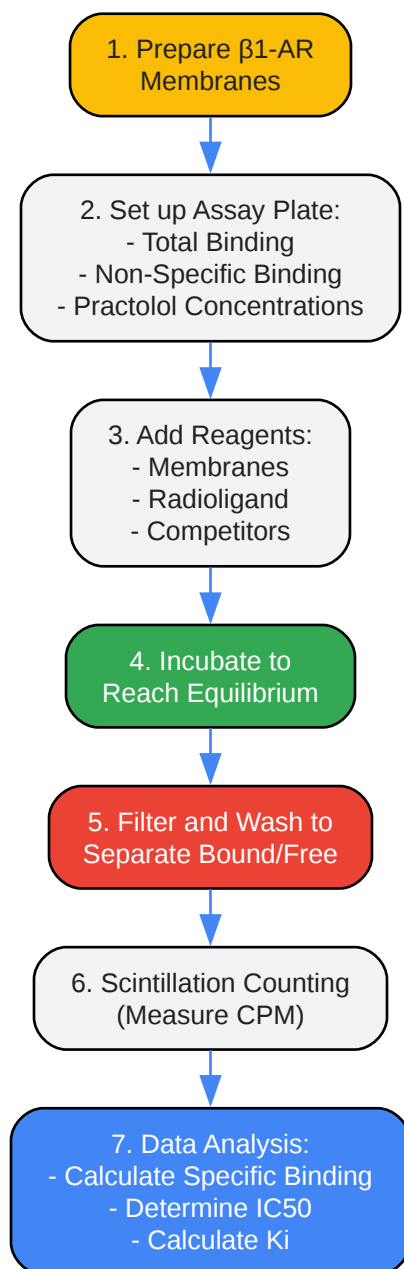 1. Prepare β1-AR
Membranes
2. Set up Assay Plate:
- Total Binding
- Non-Specific Binding
- Practolol Concentrations
3. Add Reagents:
- Membranes
- Radioligand
- Competitors
4. Incubate to
Reach Equilibrium
5. Filter and Wash to
Separate Bound/Free
6. Scintillation Counting
(Measure CPM)
7. Data Analysis:
- Calculate Specific Binding
- Determine IC50
- Calculate Ki